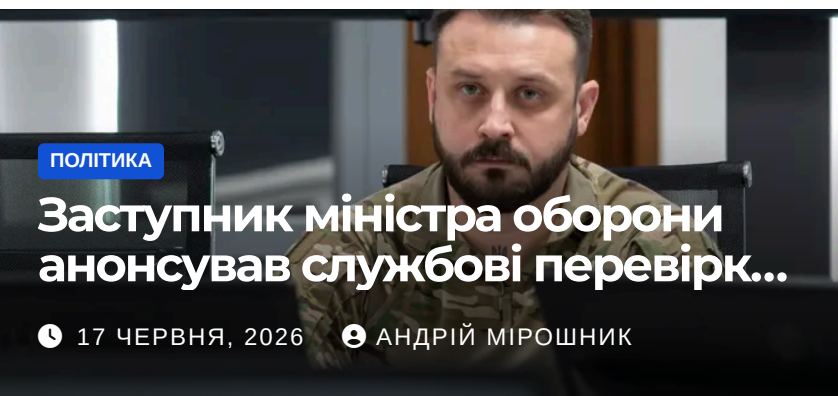 ПОЛІТИКА
Заступник міністра оборони
анонсував службові перевірк...
17 ЧЕРВНЯ, 2026 АНДРІЙ МІРОШНИК